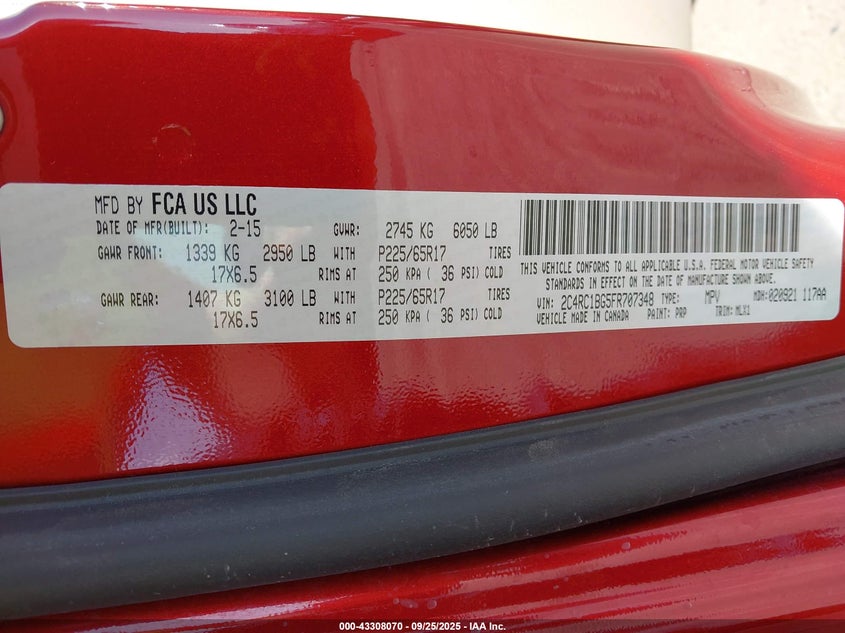 MFD BY FCA US LLC
DATE OF MFR(BUILT): 2-15 GVWR: 2745 KG 6050 LB
GAWR FRONT: 1339 KG 2950 LB WITH P225/65R17 TIRES
17X6.5 RIMS AT 250 KPA ( 36 PSI) COLD
GAWR REAR: 1407 KG 3100 LB WITH P225/65R17 TIRES
17X6.5 RIMS AT 250 KPA ( 36 PSI) COLD
THIS VEHICLE CONFORMS TO ALL APPLICABLE U.S.A. FEDERAL MOTOR VEHICLE SAFETY
STANDARDS IN EFFECT ON THE DATE OF MANUFACTURE SHOWN ABOVE.
VIN: 2C4RC1BG5FR707348 TYPE: MPV MDH:020921 117AA
VEHICLE MADE IN CANADA PAINT: PRP TRIM: MLX1
000-43308070 - 09/25/2025 - IAA Inc.